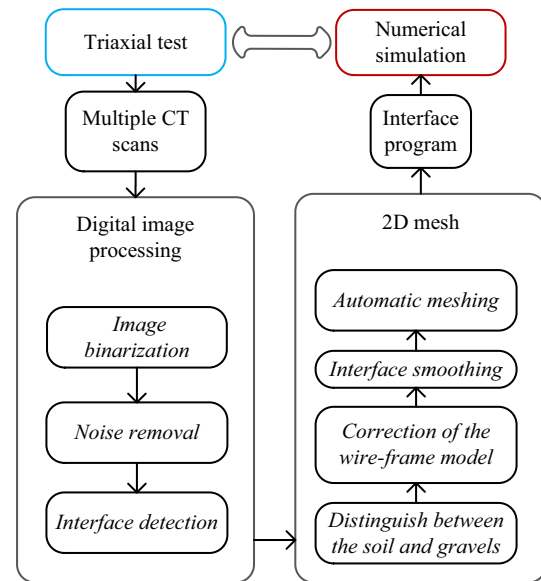 Triaxial test
Multiple CT
scans
Digital image
processing
Image
binarization
Noise removal
Interface detection
Numerical
simulation
Interface
program
2D mesh
Automatic meshing
Interface smoothing
Correction of the
wire-frame model
Distinguish between
the soil and gravels